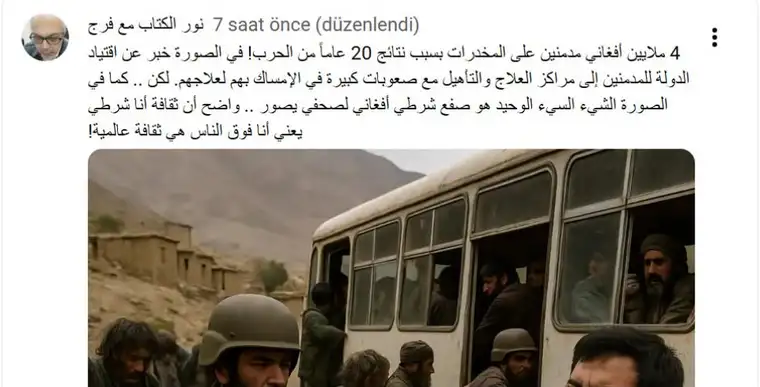 نور الكتاب مع فرج 7 saat önce (düzenlendi)
4 ملايين أفغاني مدمنين على المخدرات بسبب نتائج 20 عاماً من الحرب! في الصورة خبر عن اقتياد
الدولة للمدمنين إلى مراكز العلاج والتأهيل مع صعوبات كبيرة في الإمساك بهم لعلاجهم. لكن .. كما في
الصورة الشيء السيء الوحيد هو صفع شرطي أفغاني لصحفي يصور .. واضح أن ثقافة أنا شرطي
يعني أنا فوق الناس هي ثقافة عالمية!